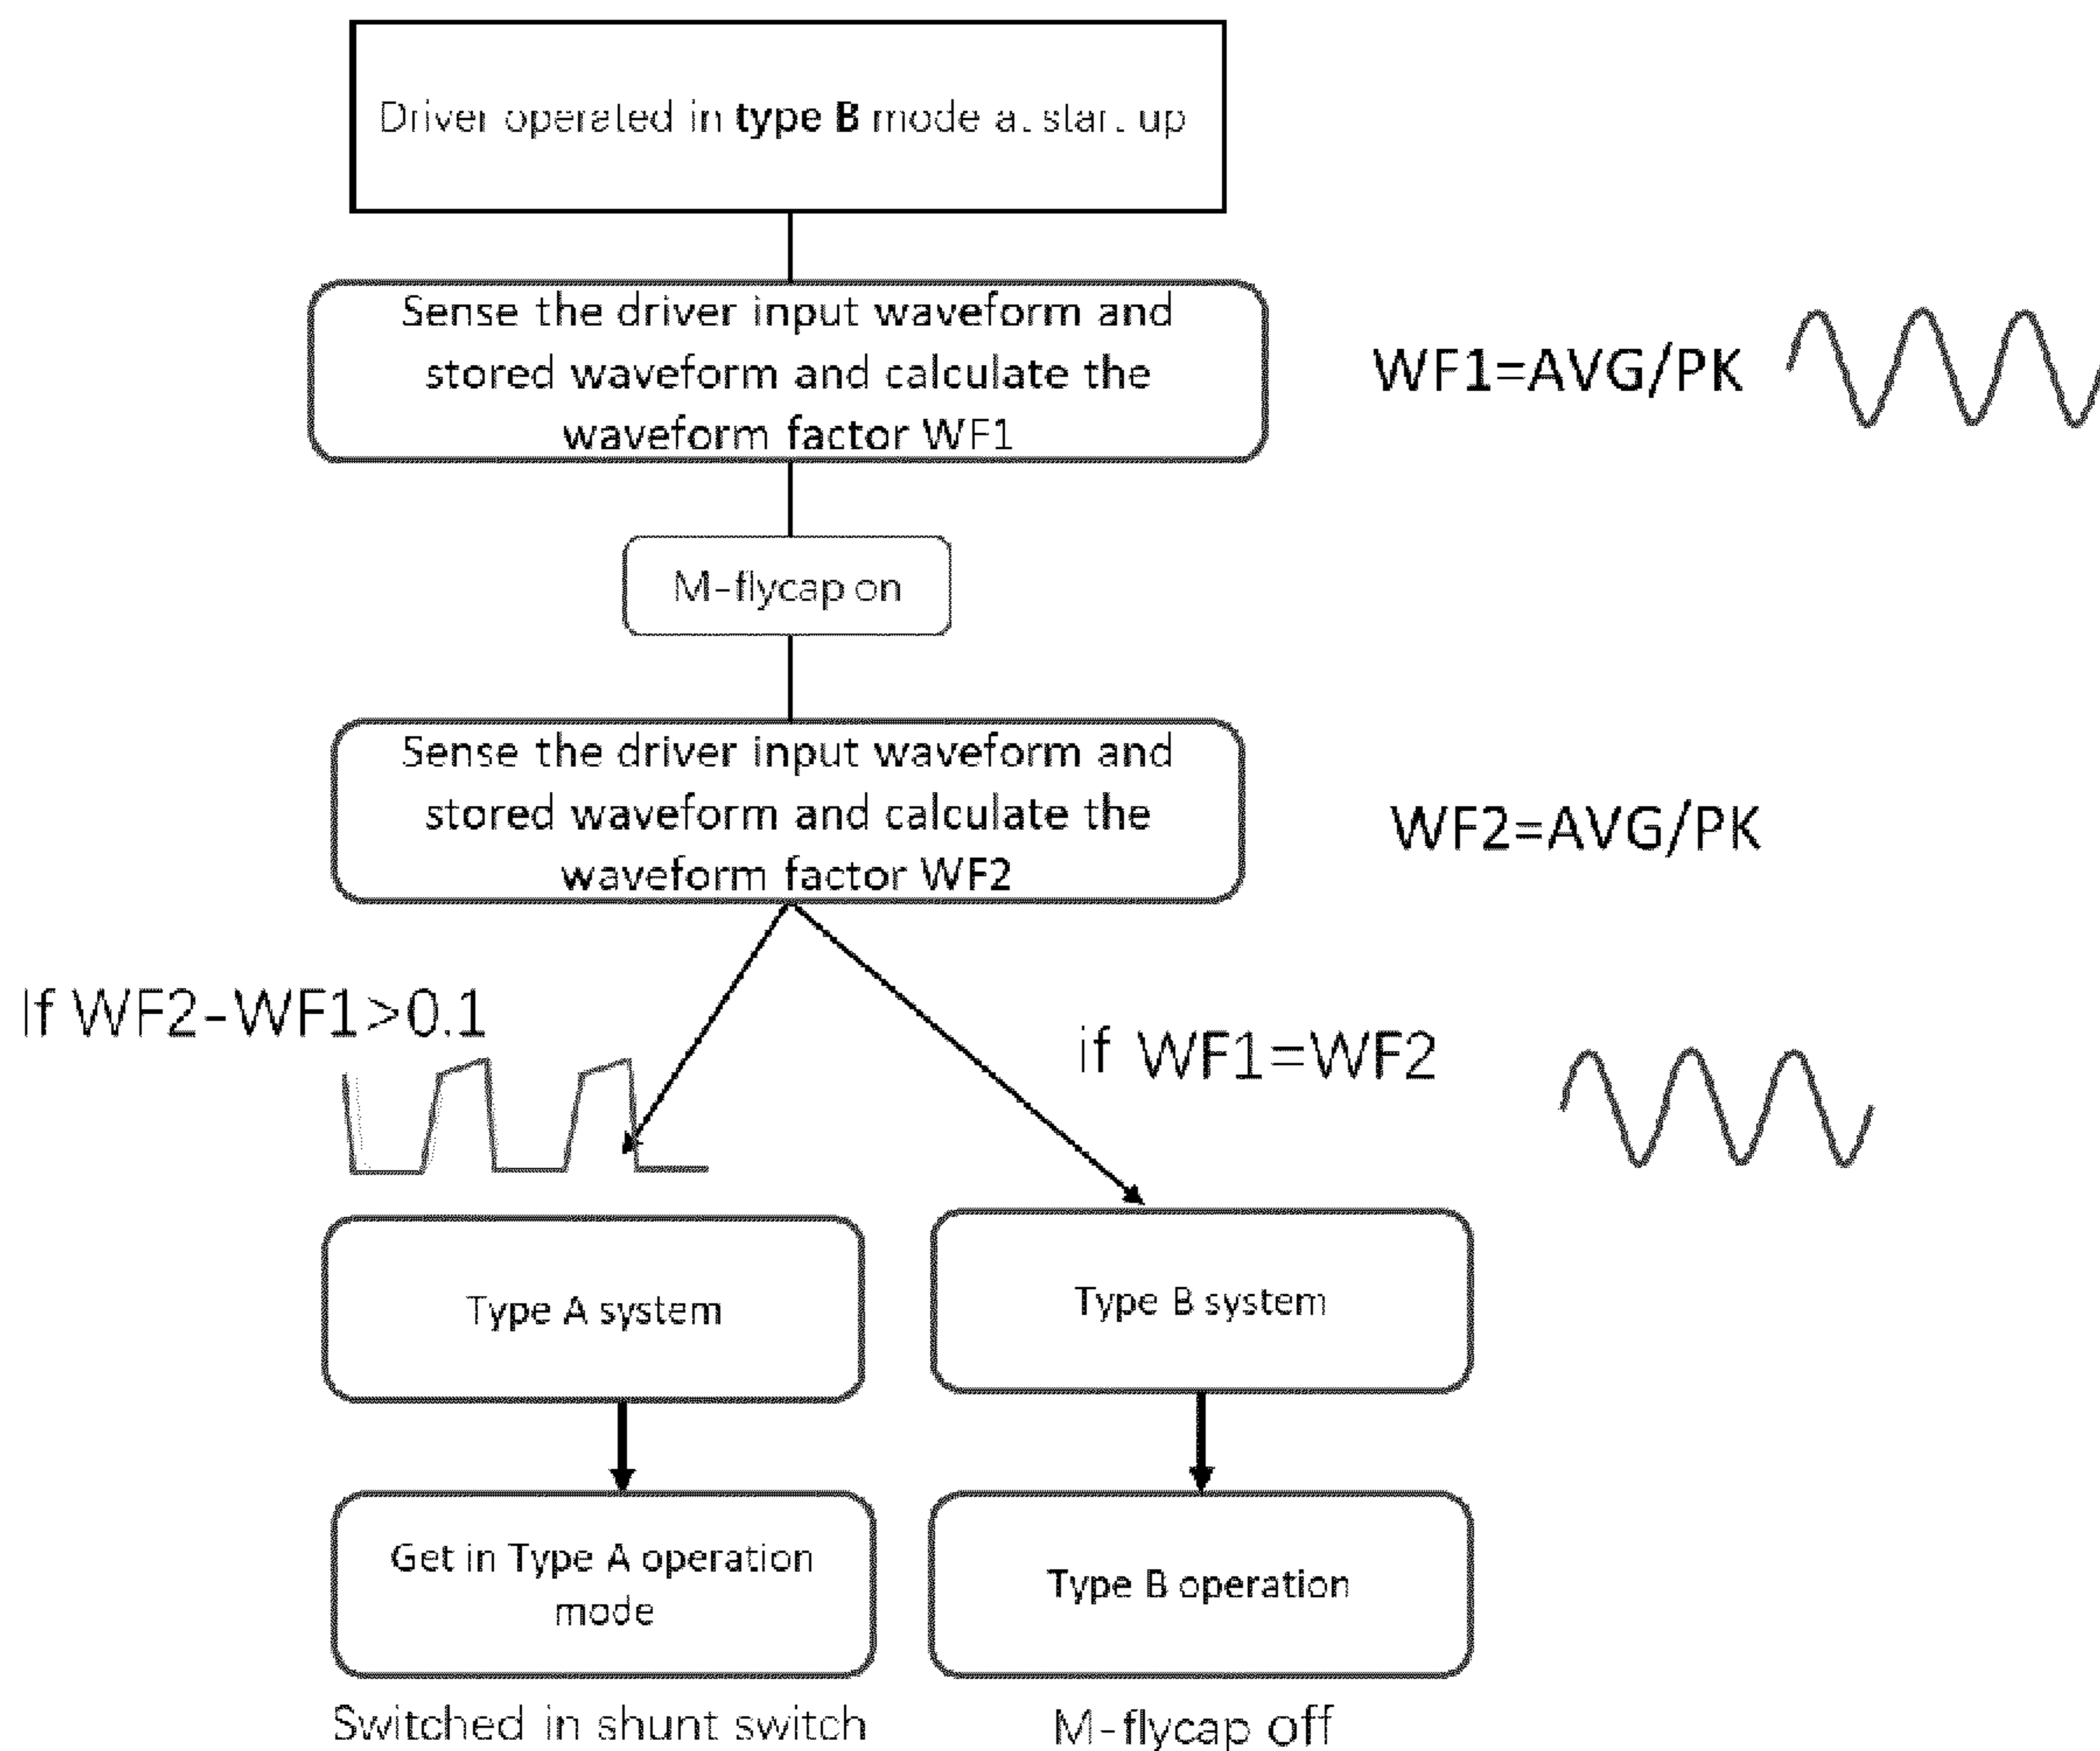 Driver operated in type B mode at start up
Sense the driver input waveform and
stored waveform and calculate the
waveform factor WF1
WF1=AVG/PK
M-flycap on
Sense the driver input waveform and
stored waveform and calculate the
waveform factor WF2
WF2=AVG/PK
If WF2-WF1>0.1
if WF1=WF2
Type A system
Type B system
Get in Type A operation
mode
Type B operation
Switched in shunt switch
M-flycap off